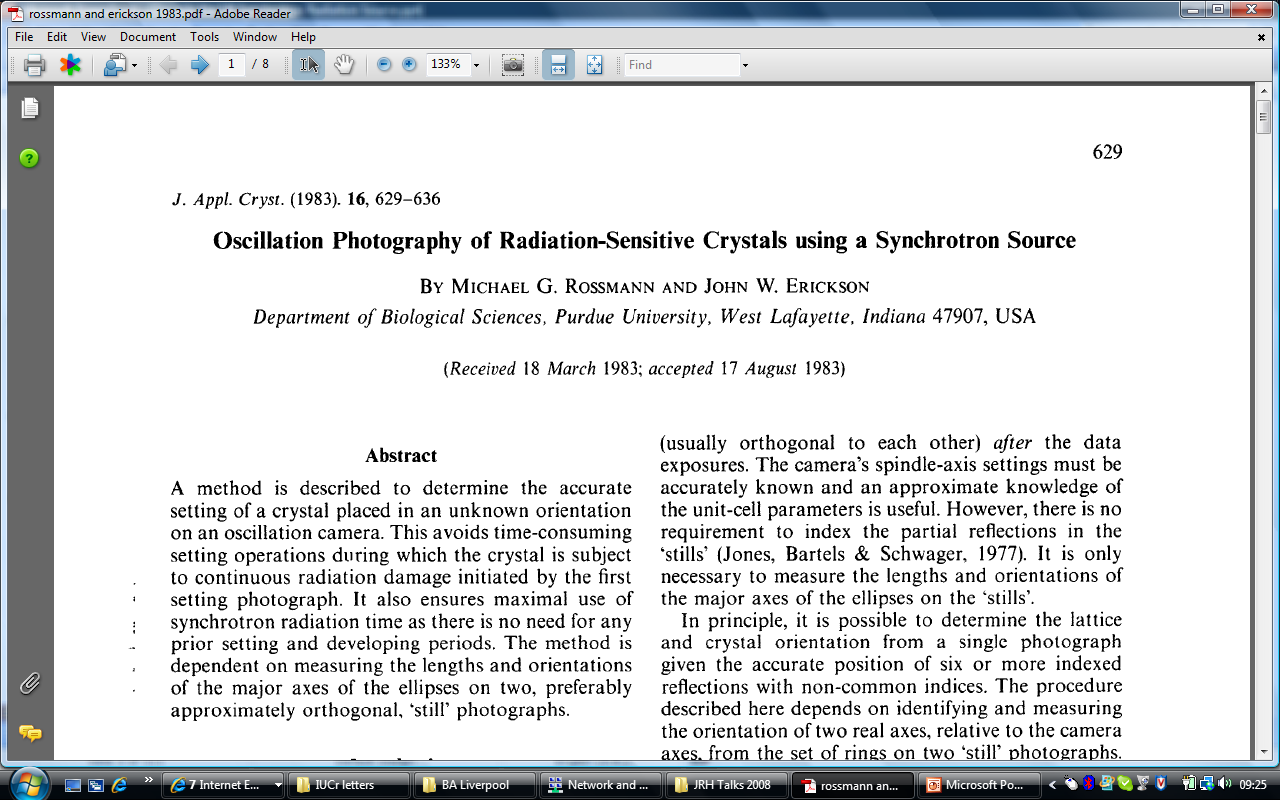 rossmann and erickson 1983.pdf - Adobe Reader
File Edit View Document Tools Window Help
1 / 8 133% Find
629
J. Appl. Cryst. (1983). 16, 629–636
Oscillation Photography of Radiation-Sensitive Crystals using a Synchrotron Source
BY MICHAEL G. ROSSMANN AND JOHN W. ERICKSON
Department of Biological Sciences, Purdue University, West Lafayette, Indiana 47907, USA
(Received 18 March 1983; accepted 17 August 1983)
Abstract
A method is described to determine the accurate
setting of a crystal placed in an unknown orientation
on an oscillation camera. This avoids time-consuming
setting operations during which the crystal is subject
to continuous radiation damage initiated by the first
setting photograph. It also ensures maximal use of
synchrotron radiation time as there is no need for any
prior setting and developing periods. The method is
dependent on measuring the lengths and orientations
of the major axes of the ellipses on two, preferably
approximately orthogonal, ‘still’ photographs.
(usually orthogonal to each other) after the data
exposures. The camera’s spindle-axis settings must be
accurately known and an approximate knowledge of
the unit-cell parameters is useful. However, there is no
requirement to index the partial reflections in the
‘stills’ (Jones, Bartels & Schwager, 1977). It is only
necessary to measure the lengths and orientations of
the major axes of the ellipses on the ‘stills’.
In principle, it is possible to determine the lattice
and crystal orientation from a single photograph
given the accurate position of six or more indexed
reflections with non-common indices. The procedure
described here depends on identifying and measuring
the orientation of two real axes, relative to the camera
axes, from the set of rings on two ‘still’ photographs.
7 Internet E... IUCr letters BA Liverpool Network and ... JRH Talks 2008 rossmann an... Microsoft Po... 09:25